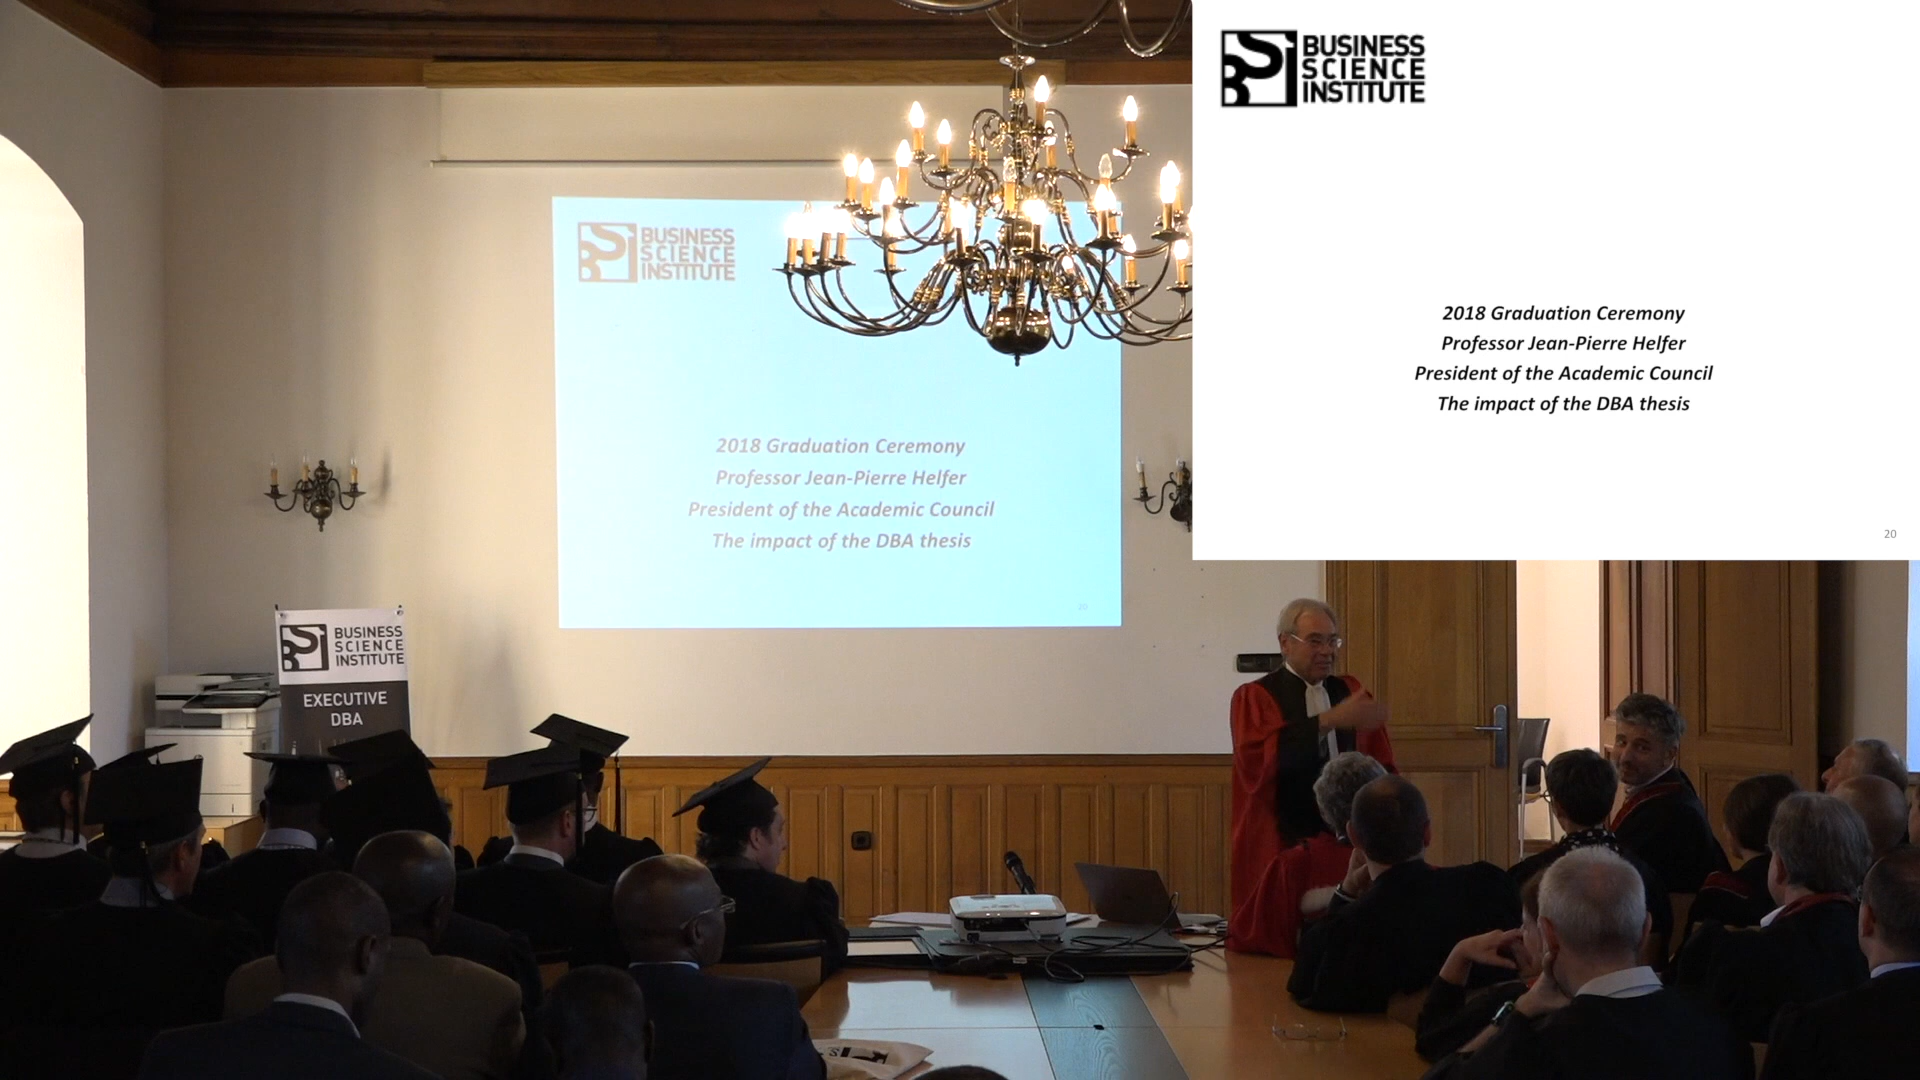 BUSINESS
SCIENCE
INSTITUTE
2018 Graduation Ceremony
Professor Jean-Pierre Helfer
President of the Academic Council
The impact of the DBA thesis
20
BUSINESS
SCIENCE
INSTITUTE
2018 Graduation Ceremony
Professor Jean-Pierre Helfer
President of the Academic Council
The impact of the DBA thesis
20
BUSINESS
SCIENCE
INSTITUTE
EXECUTIVE
DBA